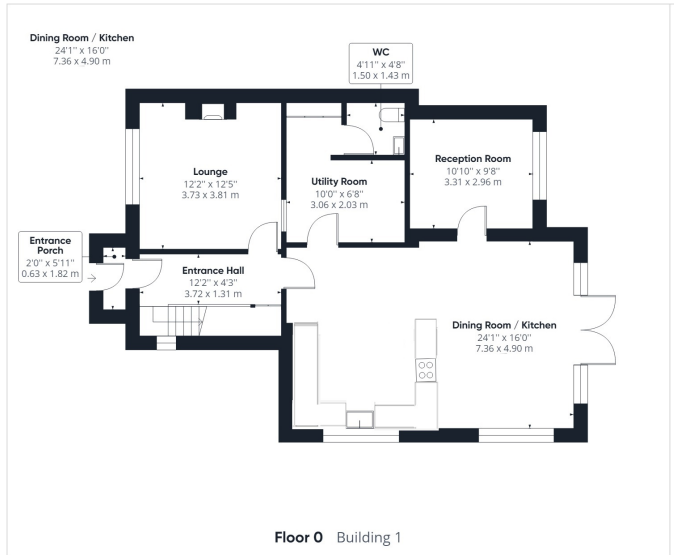 Dining Room / Kitchen
24'1" x 16'0"
7.36 x 4.90 m
WC
4'11" x 4'8"
1.50 x 1.43 m
Lounge
12'2" x 12'5"
3.73 x 3.81 m
Utility Room
10'0" x 6'8"
3.06 x 2.03 m
Reception Room
10'10" x 9'8"
3.31 x 2.96 m
Entrance
Porch
2'0" x 5'11"
0.63 x 1.82 m
Entrance Hall
12'2" x 4'3"
3.72 x 1.31 m
Dining Room / Kitchen
24'1" x 16'0"
7.36 x 4.90 m
Floor 0 Building 1